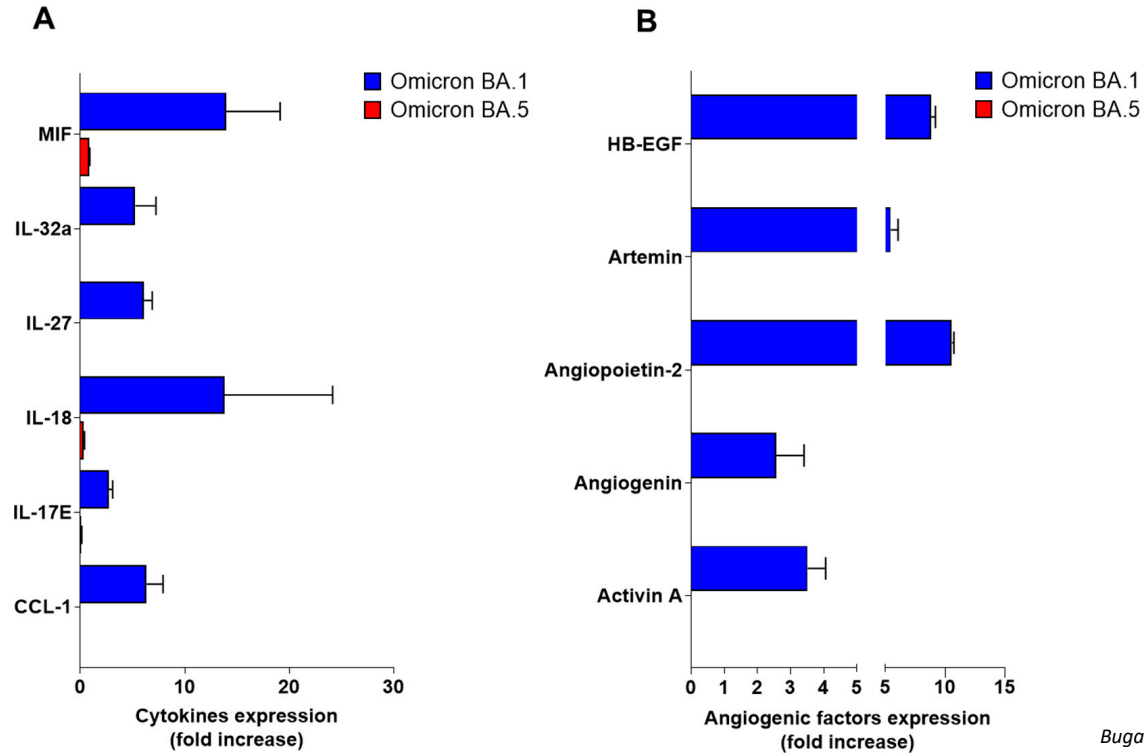 A
Omicron BA.1
Omicron BA.5
MIF
IL-32a
IL-27
IL-18
IL-17E
CCL-1
0 10 20 30
Cytokines expression
(fold increase)
B
Omicron BA.1
Omicron BA.5
HB-EGF
Artemin
Angiopoietin-2
Angiogenin
Activin A
0 1 2 3 4 5 5 10 15
Angiogenic factors expression
(fold increase)
Buga